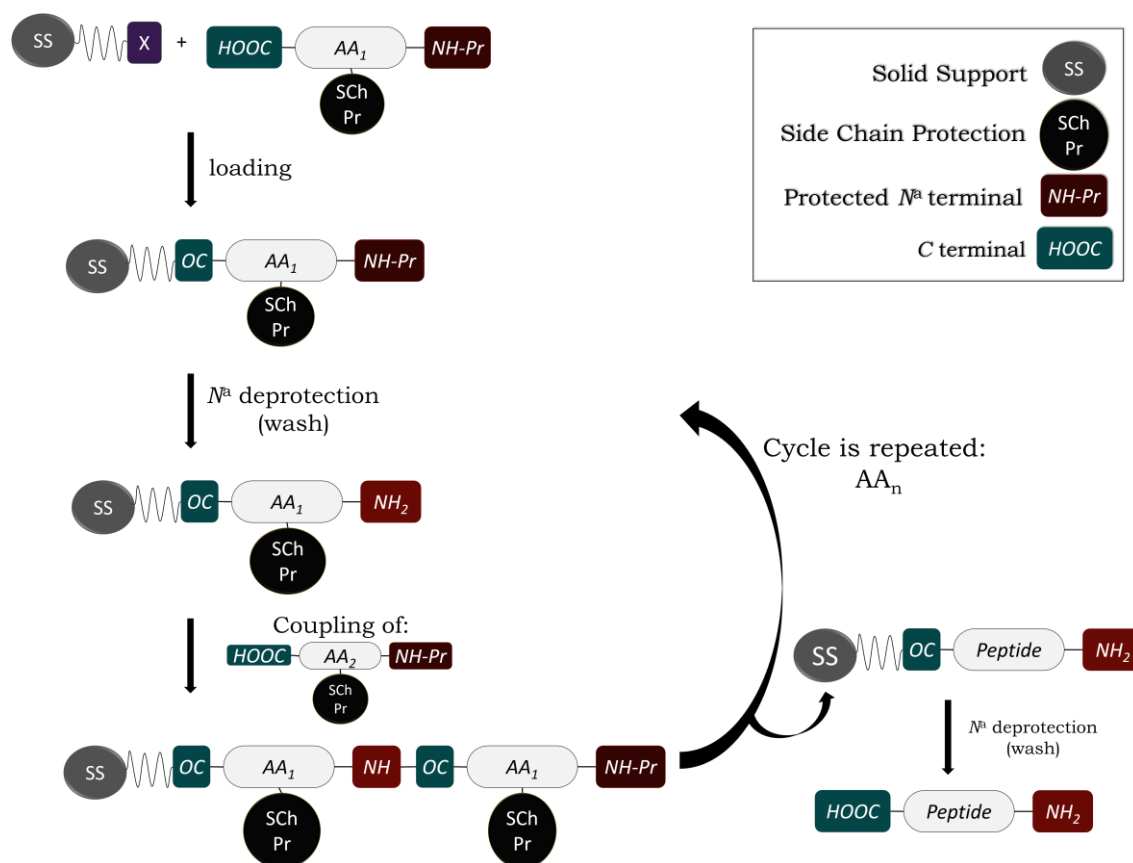 SS X + HOOC AA1 NH-Pr
SCh
Pr
loading
SS OC AA1 NH-Pr
SCh
Pr
Na deprotection
(wash)
SS OC AA1 NH2
SCh
Pr
Coupling of:
HOOC AA2 NH-Pr
SCh
Pr
SS OC AA1 NH OC AA1 NH-Pr
SCh
Pr
SCh
Pr
Cycle is repeated:
AAn
SS OC Peptide NH2
Na deprotection
(wash)
HOOC Peptide NH2
Solid Support SS
Side Chain Protection SCh
Pr
Protected Na terminal NH-Pr
C terminal HOOC